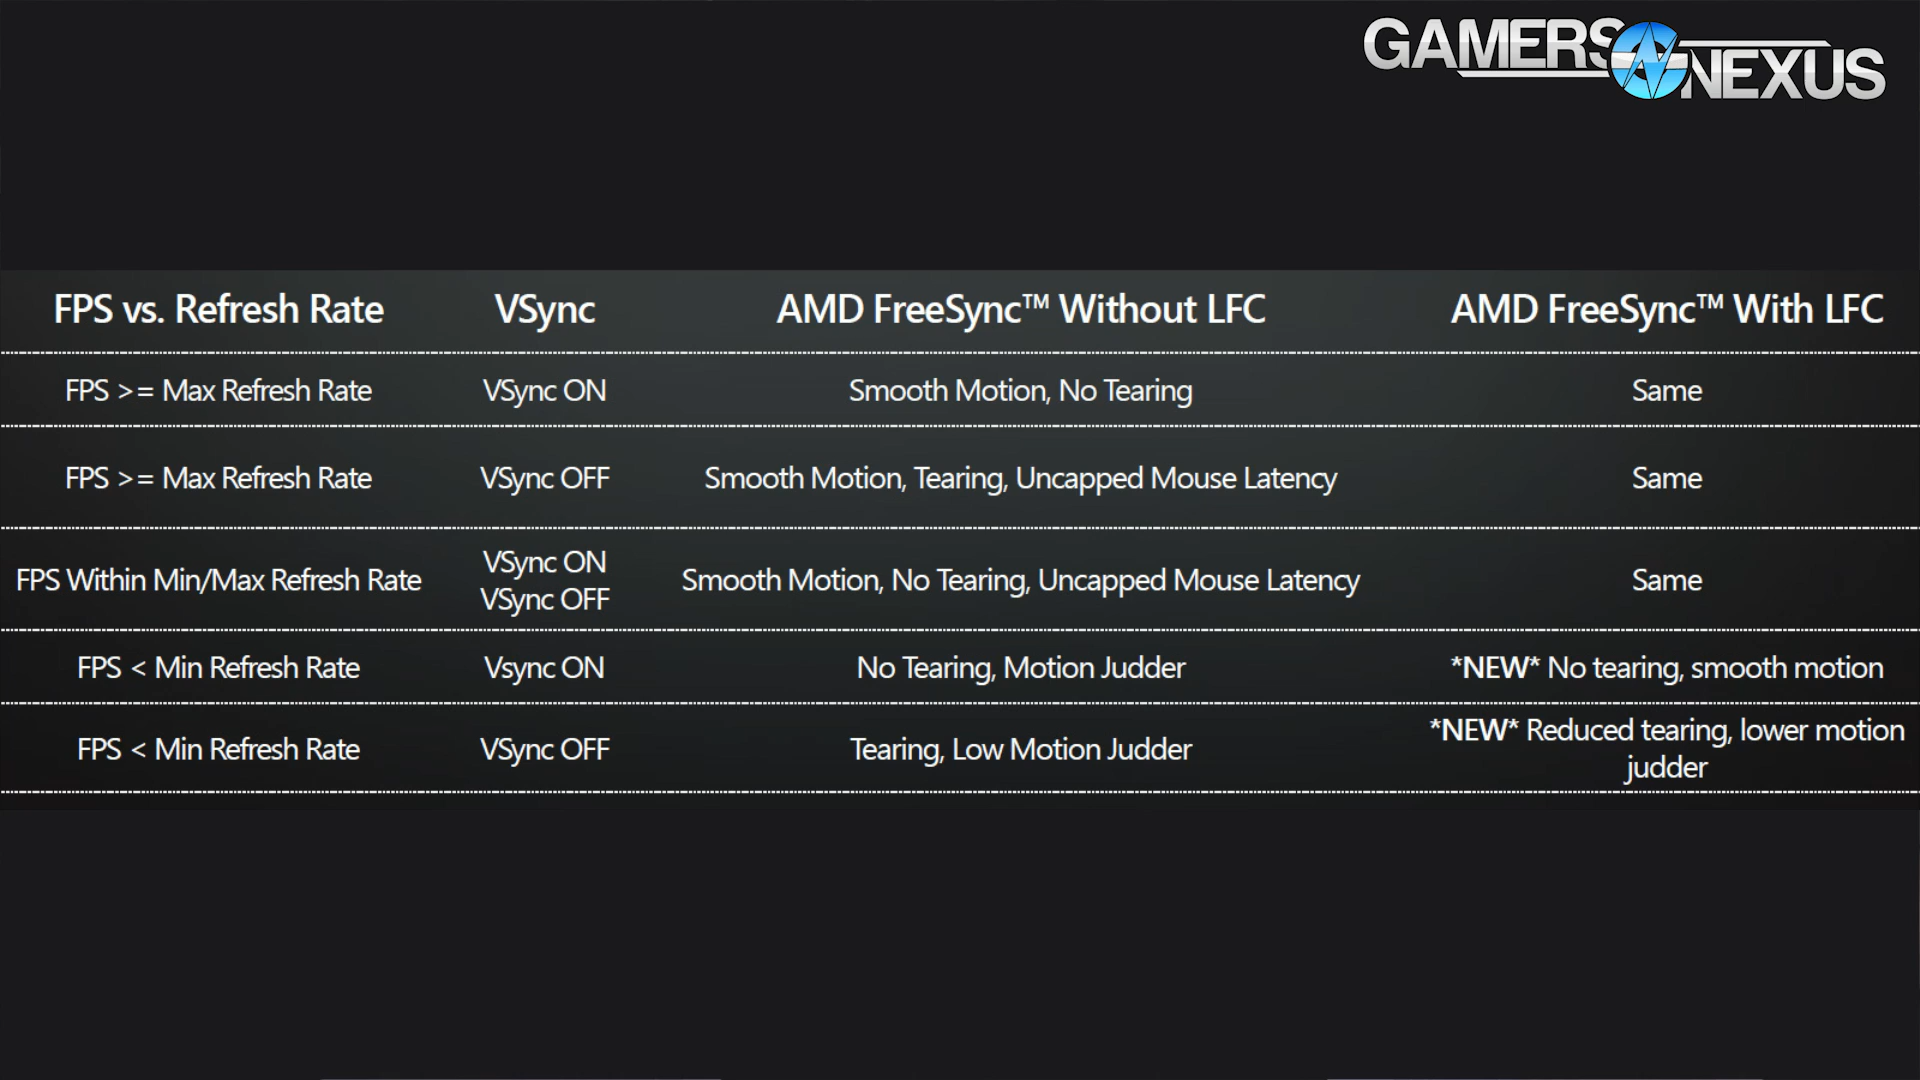 GAMERS NEXUS
FPS vs. Refresh Rate VSync AMD FreeSync™ Without LFC AMD FreeSync™ With LFC
FPS >= Max Refresh Rate VSync ON Smooth Motion, No Tearing Same
FPS >= Max Refresh Rate VSync OFF Smooth Motion, Tearing, Uncapped Mouse Latency Same
FPS Within Min/Max Refresh Rate VSync ON
VSync OFF Smooth Motion, No Tearing, Uncapped Mouse Latency Same
FPS < Min Refresh Rate Vsync ON No Tearing, Motion Judder *NEW* No tearing, smooth motion
FPS < Min Refresh Rate VSync OFF Tearing, Low Motion Judder *NEW* Reduced tearing, lower motion
judder